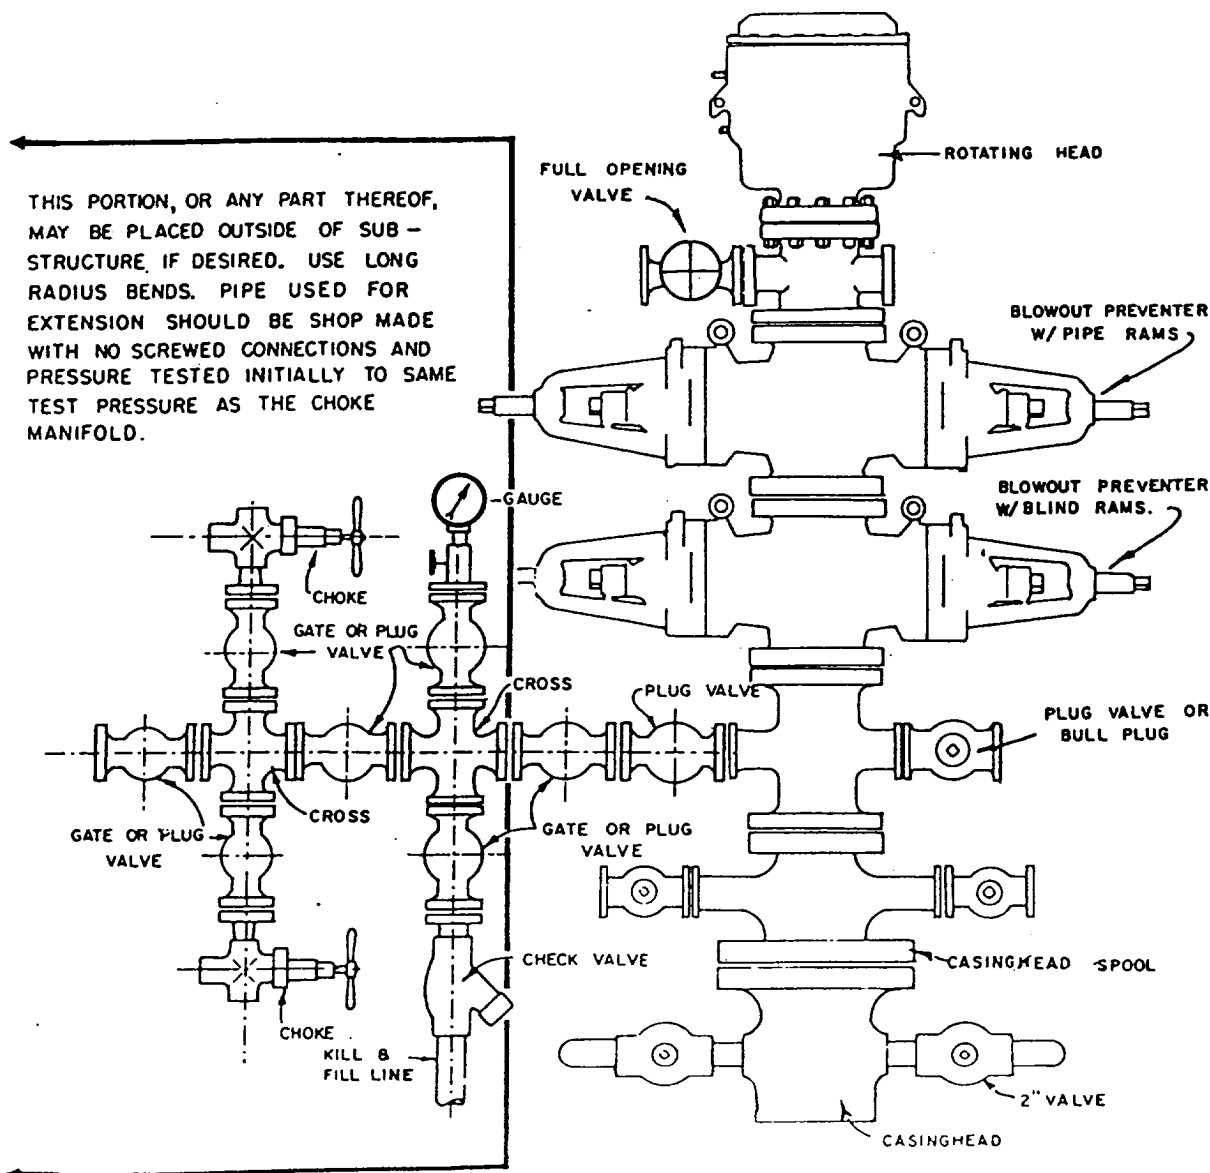 ROTATING HEAD
FULL OPENING
VALVE
THIS PORTION, OR ANY PART THEREOF,
MAY BE PLACED OUTSIDE OF SUB-
STRUCTURE IF DESIRED. USE LONG
RADIUS BENDS. PIPE USED FOR
EXTENSION SHOULD BE SHOP MADE
WITH NO SCREWED CONNECTIONS AND
PRESSURE TESTED INITIALLY TO SAME
TEST PRESSURE AS THE CHOKE
MANIFOLD.
BLOWOUT PREVENTER
W/ PIPE RAMS
BLOWOUT PREVENTER
W/BLIND RAMS.
GAUGE
CHOKE
GATE OR PLUG
VALVE
CROSS
PLUG VALVE
PLUG VALVE OR
BULL PLUG
CROSS
GATE OR PLUG
VALVE
GATE OR PLUG
VALVE
CHECK VALVE
CASINGHEAD SPOOL
CHOKE
KILL &
FILL LINE
2" VALVE
CASINGHEAD